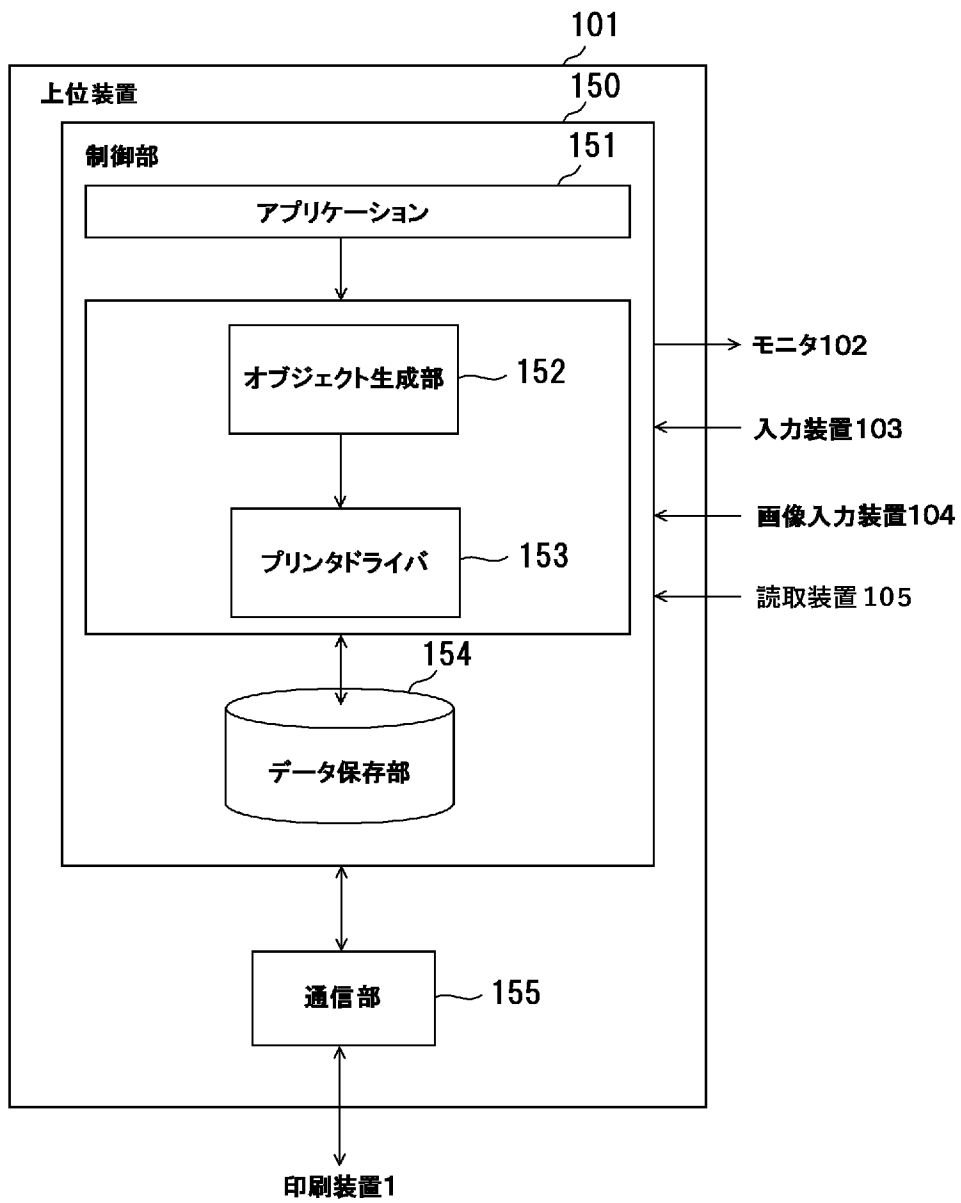 101
上位装置
150
制御部
151
アプリケーション
オブジェクト生成部
152
モニタ102
入力装置103
プリンタドライバ
153
画像入力装置104
読取装置105
154
データ保存部
通信部
155
印刷装置1